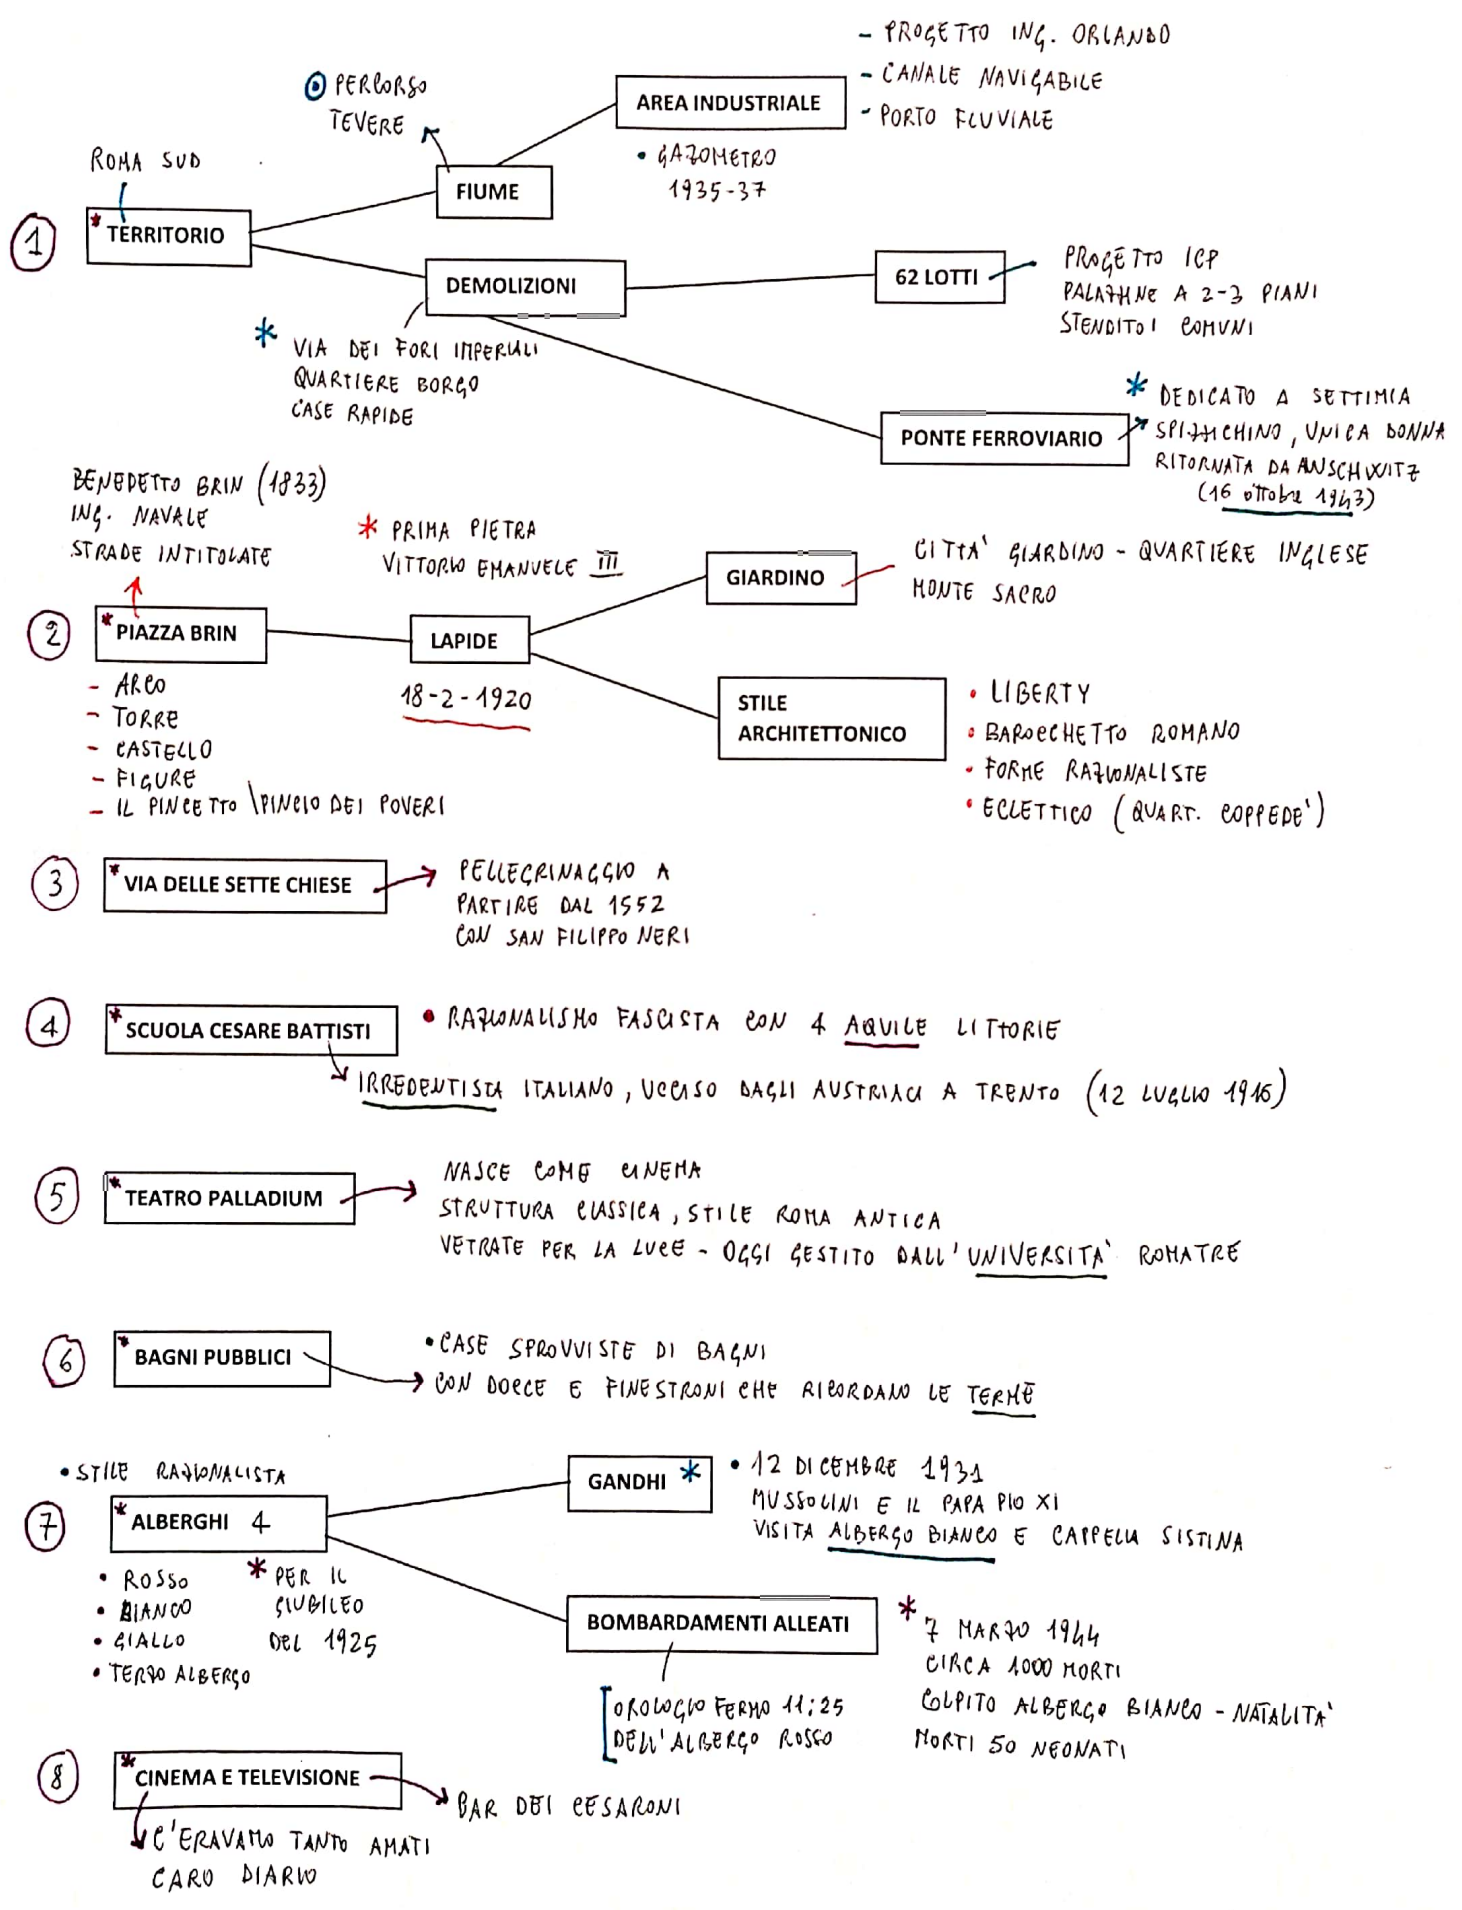 - PROGETTO ING. ORLANDO
- CANALE NAVIGABILE
- PORTO FLUVIALE
PERCORSO
TEVERE
AREA INDUSTRIALE
• GAZOMETRO
1935-37
ROMA SUD
FIUME
1
* TERRITORIO
DEMOLIZIONI
62 LOTTI
PROGETTO ICP
PALAZZINE A 2-3 PIANI
STENDITOI COMUNI
* VIA DEI FORI IMPERIALI
QUARTIERE BORGO
CASE RAPIDE
PONTE FERROVIARIO
* DEDICATO A SETTIMIA
SPIZZICHINO, UNICA DONNA
RITORNATA DA AUSCHWITZ
(16 ottobre 1943)
BENEDETTO BRIN (1833)
ING. NAVALE
STRADE INTITOLATE
* PRIMA PIETRA
VITTORIO EMANUELE III
2
* PIAZZA BRIN
LAPIDE
18-2-1920
GIARDINO
CITTA' GIARDINO - QUARTIERE INGLESE
MONTE SACRO
- ARCO
- TORRE
- CASTELLO
- FIGURE
- IL PINCETTO \ PINCIO DEI POVERI
STILE
ARCHITETTONICO
• LIBERTY
• BAROCCHETTO ROMANO
• FORME RAZIONALISTE
• ECLETTICO (QUART. COPPEDE')
3
* VIA DELLE SETTE CHIESE
PELLEGRINAGGIO A
PARTIRE DAL 1552
CON SAN FILIPPO NERI
4
* SCUOLA CESARE BATTISTI
• RAZIONALISMO FASCISTA CON 4 AQUILE LITTORIE
IRREDENTISTA ITALIANO, UCCISO DAGLI AUSTRIACI A TRENTO (12 LUGLIO 1916)
5
* TEATRO PALLADIUM
NASCE COME CINEMA
STRUTTURA CLASSICA, STILE ROMA ANTICA
VETRATE PER LA LUCE - OGGI GESTITO DALL'UNIVERSITA' ROMATRE
6
* BAGNI PUBBLICI
• CASE SPROVVISTE DI BAGNI
CON DOCCE E FINESTRONI CHE RICORDANO LE TERME
• STILE RAZIONALISTA
7
* ALBERGHI 4
• ROSSO
• BIANCO
• GIALLO
• TERZO ALBERGO
* PER IL
GIUBILEO
DEL 1925
GANDHI *
• 12 DICEMBRE 1931
MUSSOLINI E IL PAPA PIO XI
VISITA ALBERGO BIANCO E CAPPELLA SISTINA
BOMBARDAMENTI ALLEATI
* 7 MARZO 1944
CIRCA 1000 MORTI
COLPITO ALBERGO BIANCO - NATALITA'
MORTI 50 NEONATI
OROLOGIO FERMO 11:25
DELL'ALBERGO ROSSO
8
* CINEMA E TELEVISIONE
BAR DEI CESARONI
C'ERAVAMO TANTO AMATI
CARO DIARIO